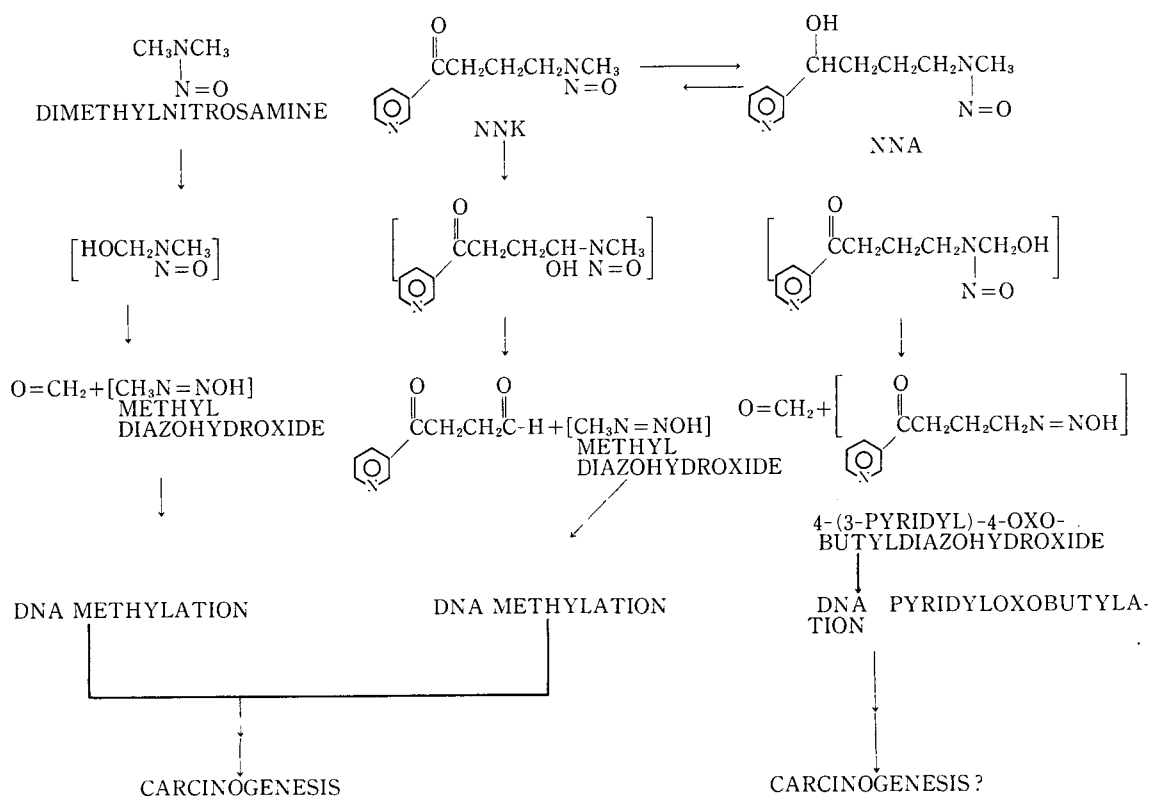 O O OH
CH₃NCH₃ CCH₂CH₂CH₂NCH₃ CHCH₂CH₂CH₂NCH₃
N=O N=O N=O
DIMETHYLNITROSAMINE N N
NNK NNA
O O
[HOCH₂NCH₃] CCH₂CH₂CH-NCH₃ CCH₂CH₂CH₂NCH₂OH
N=O OH N=O N=O
N N
O=CH₂+[CH₃N=NOH] O O O=CH₂+ O
METHYL CCH₂CH₂C-H+[CH₃N=NOH] CCH₂CH₂CH₂N=NOH
DIAZOHYDROXIDE METHYL
N DIAZOHYDROXIDE N
4-(3-PYRIDYL)-4-OXO-
BUTYLDIAZOHYDROXIDE
DNA METHYLATION DNA METHYLATION DNA PYRIDYLOXOBUTYLA-
TION
CARCINOGENESIS CARCINOGENESIS?